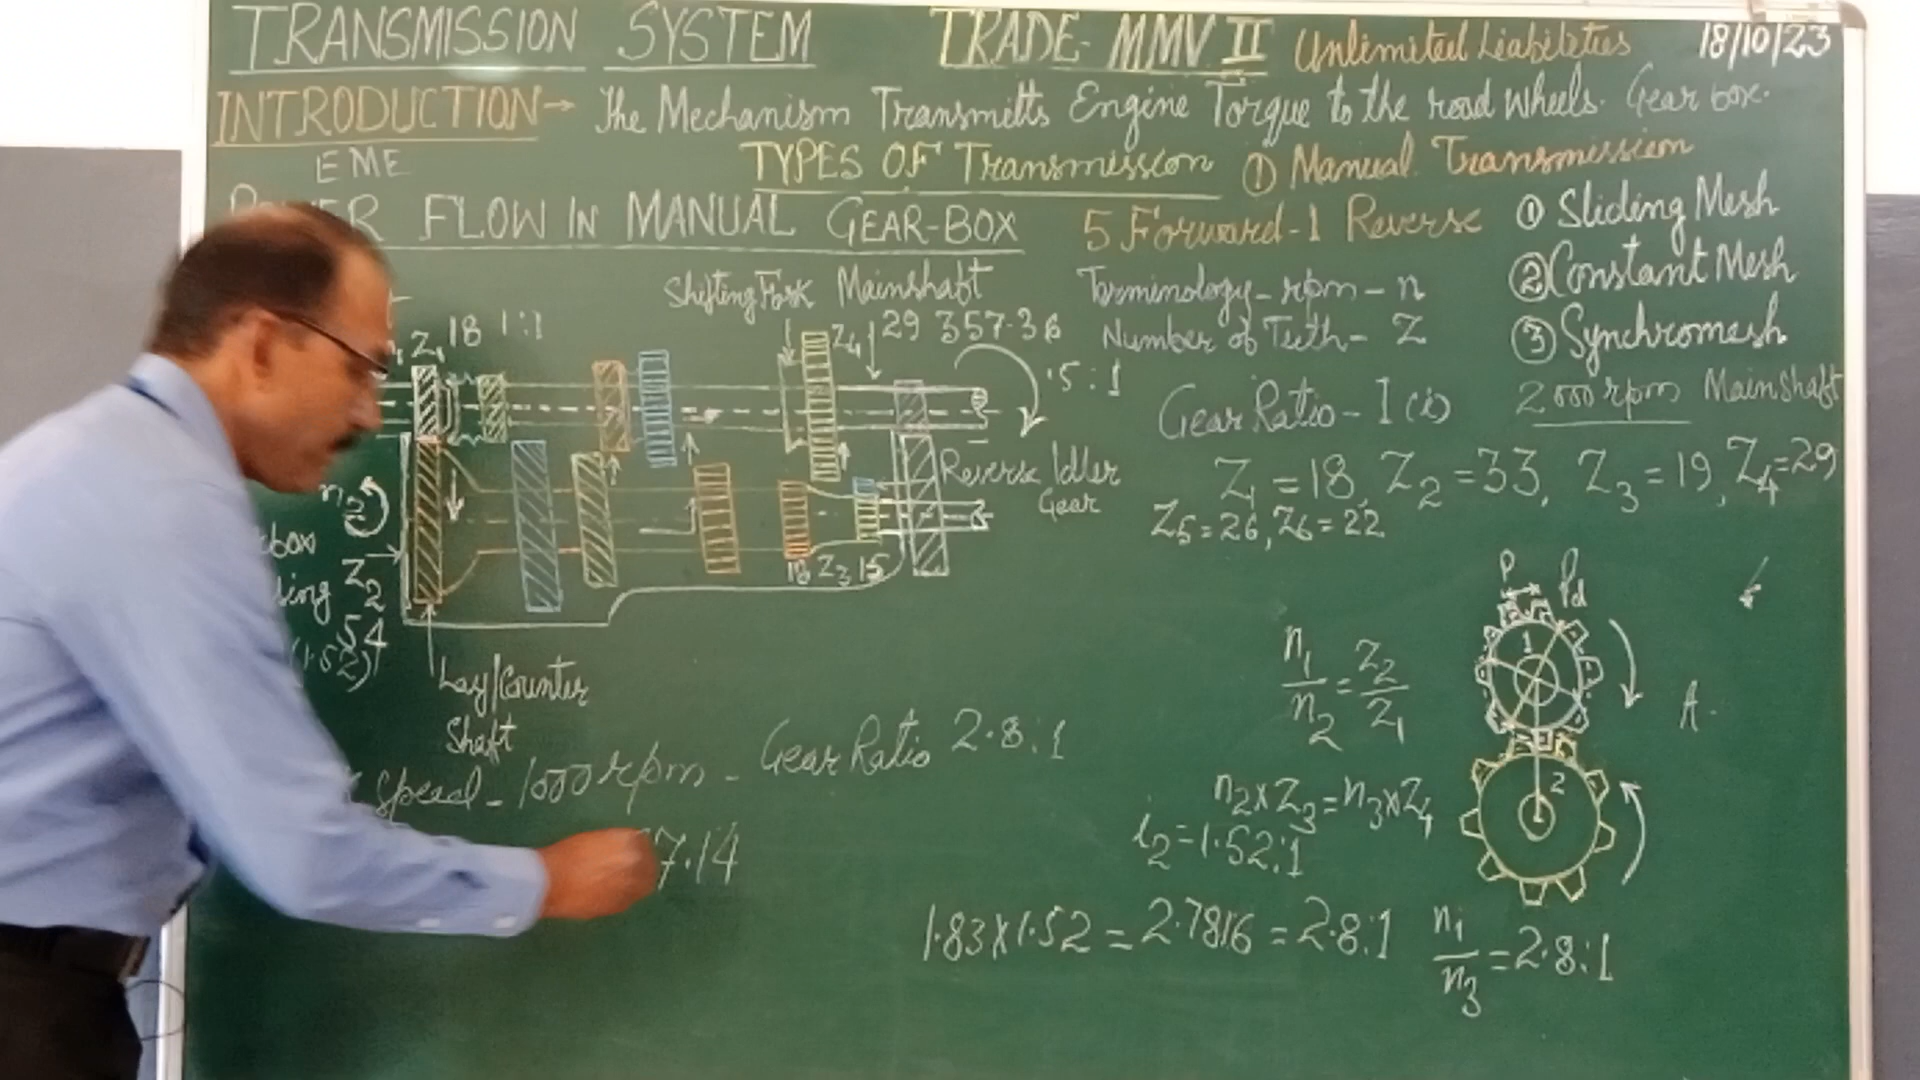 TRANSMISSION SYSTEM TRADE- MMV II Unlimited Liabilities 18/10/23
INTRODUCTION→ The Mechanism Transmitts Engine Torque to the road wheels. Gear box.
EME
TYPES OF Transmission ① Manual Transmission
FLOW IN MANUAL GEAR-BOX 5 Forward-1 Reverse
① Sliding Mesh
② Constant Mesh
③ Synchromesh
Shifting Fork Mainshaft
Terminology- rpm - n
Number of Teeth- Z
Z1 18 1:1
Z4 29 357.36
.5:1
Gear Ratio - I (i)
2000 rpm Mainshaft
Z1 = 18, Z2 = 33, Z3 = 19, Z4 = 29
Z5 = 26, Z6 = 22
Reverse Idler
Gear
n2
box
Z2
54
18 Z3 15
Lay/Counter
Shaft
P Pd
1
2
n1/n2 = Z2/Z1
A -
Speed - 1000 rpm - Gear Ratio 2.8:1
n2 x Z3 = n3 x Z4
i2 = 1.52:1
7.14
1.83 x 1.52 = 2.7816 = 2.8:1
n1/n3 = 2.8:1